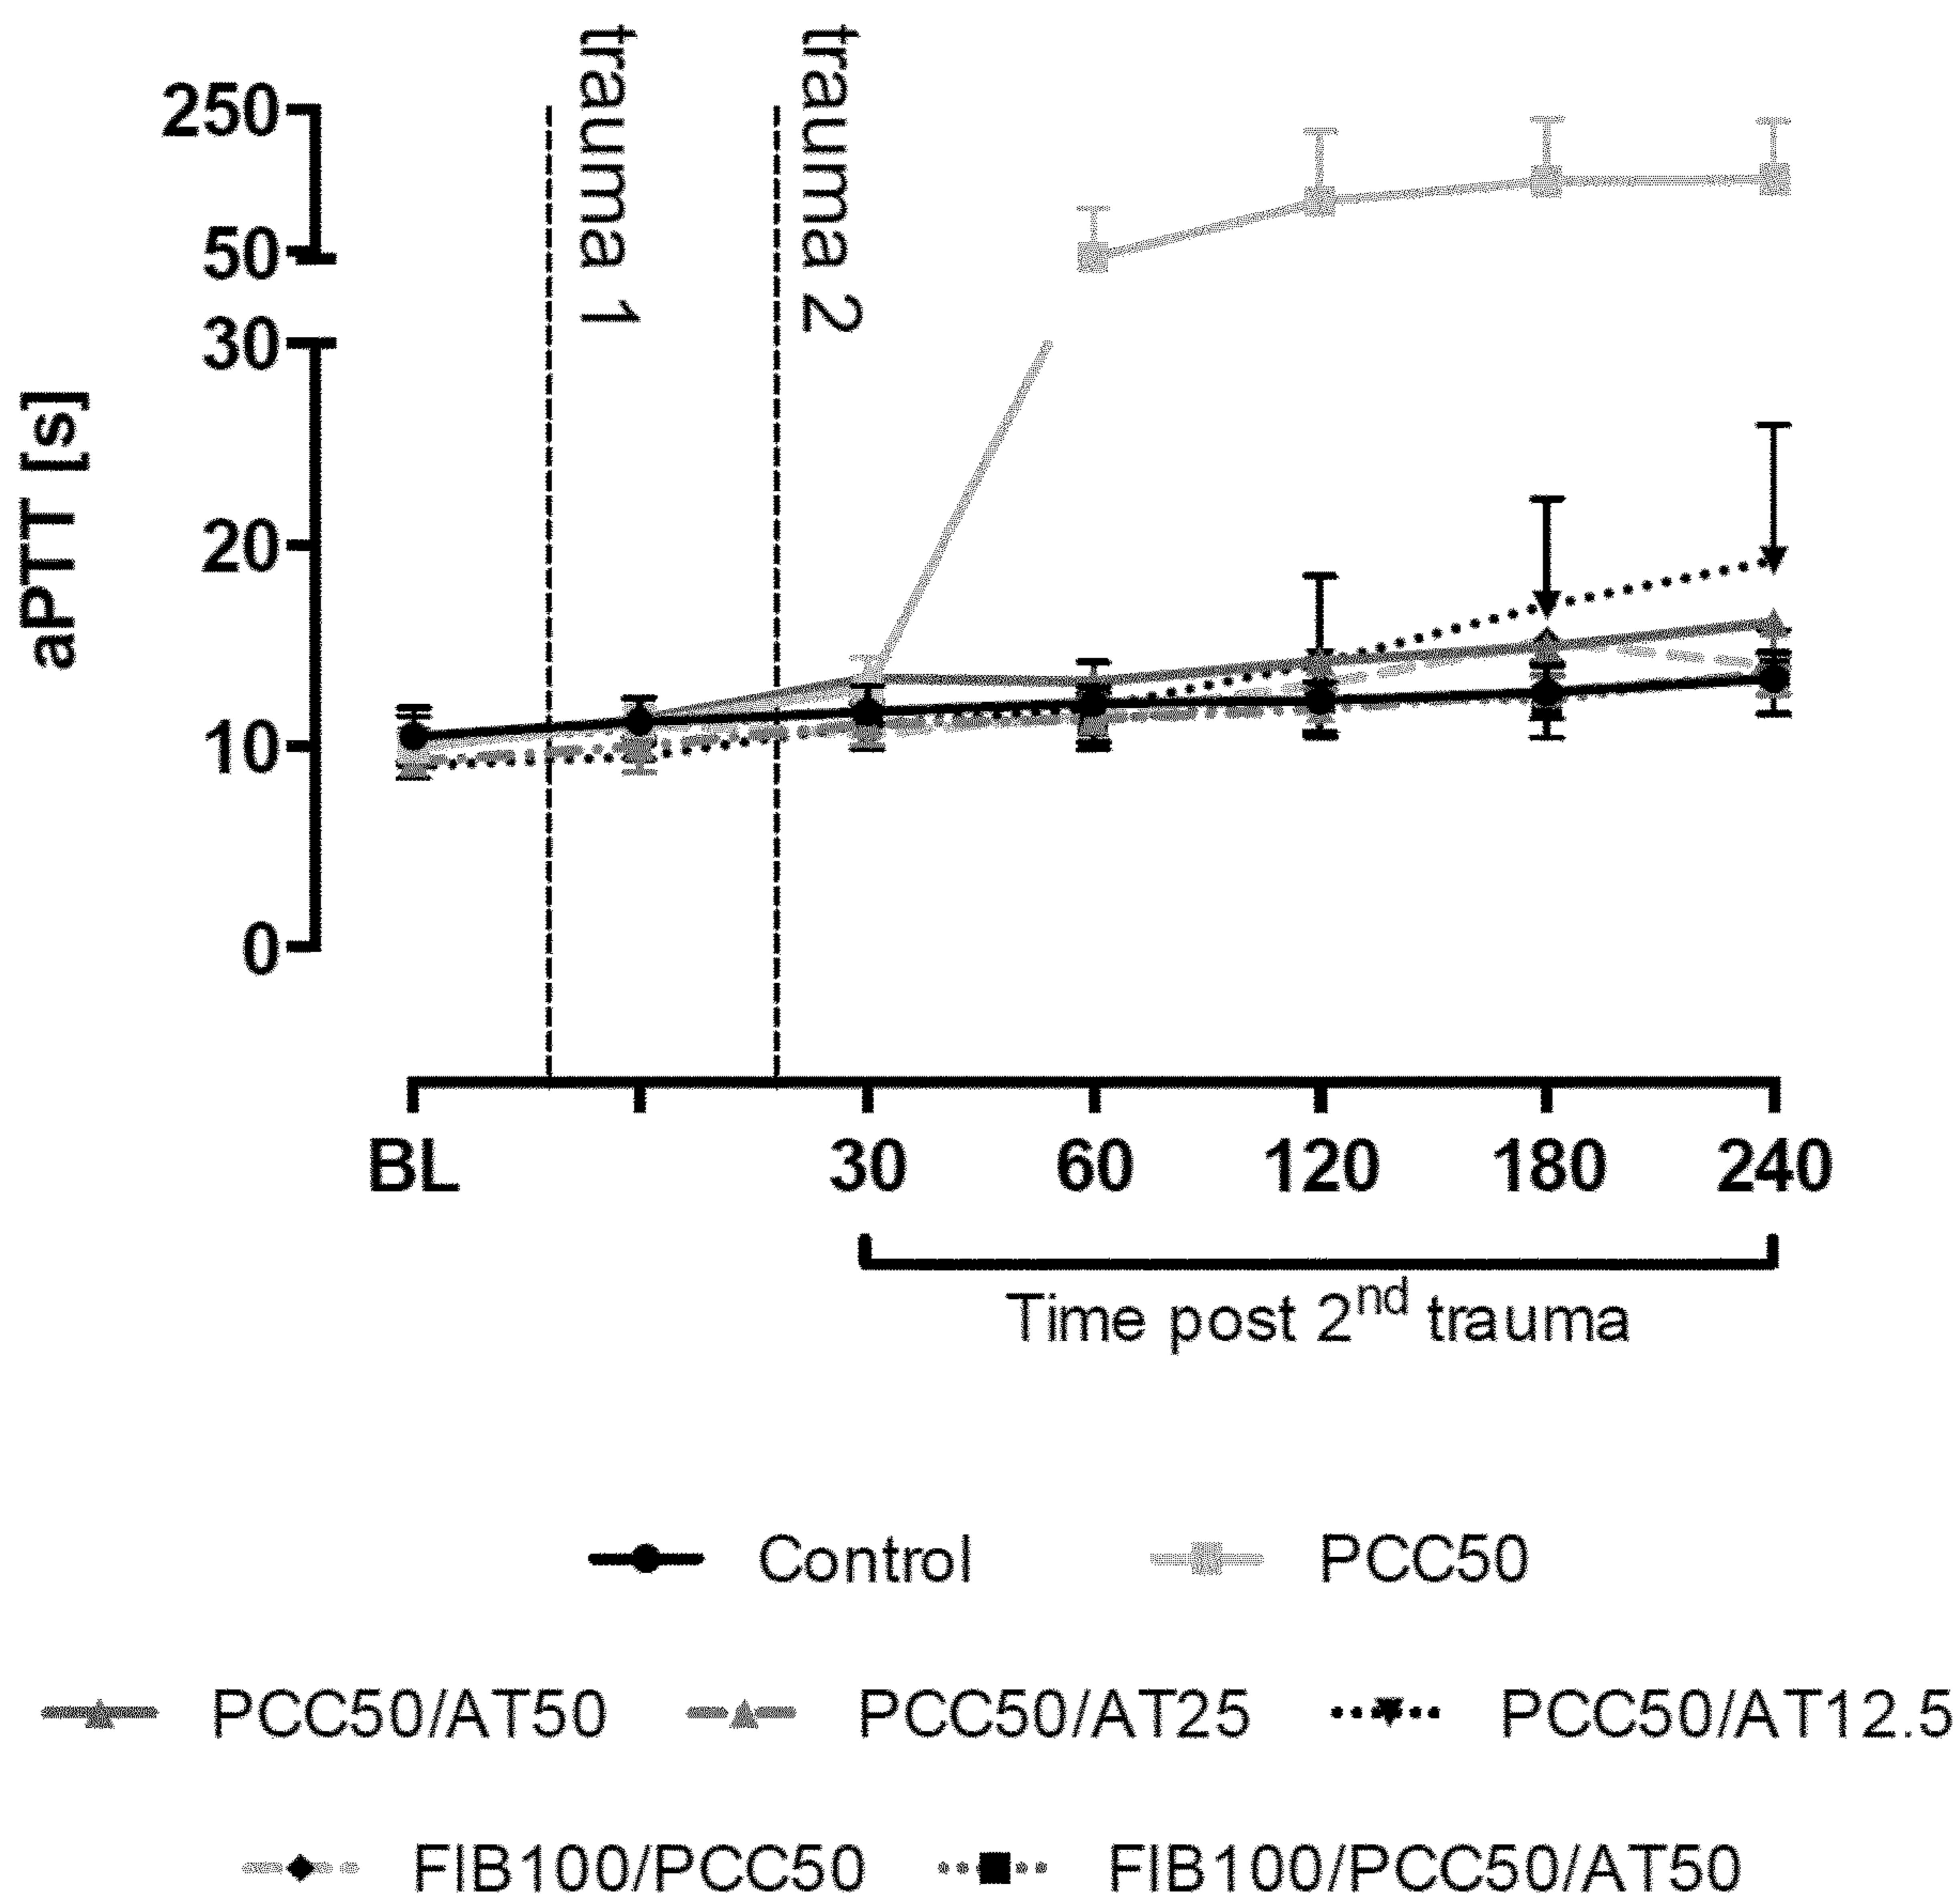 trauma 1
trauma 2
250
50
30
20
10
0
aPTT [s]
BL 30 60 120 180 240
Time post 2nd trauma
Control PCC50
PCC50/AT50 PCC50/AT25 PCC50/AT12.5
FIB100/PCC50 FIB100/PCC50/AT50